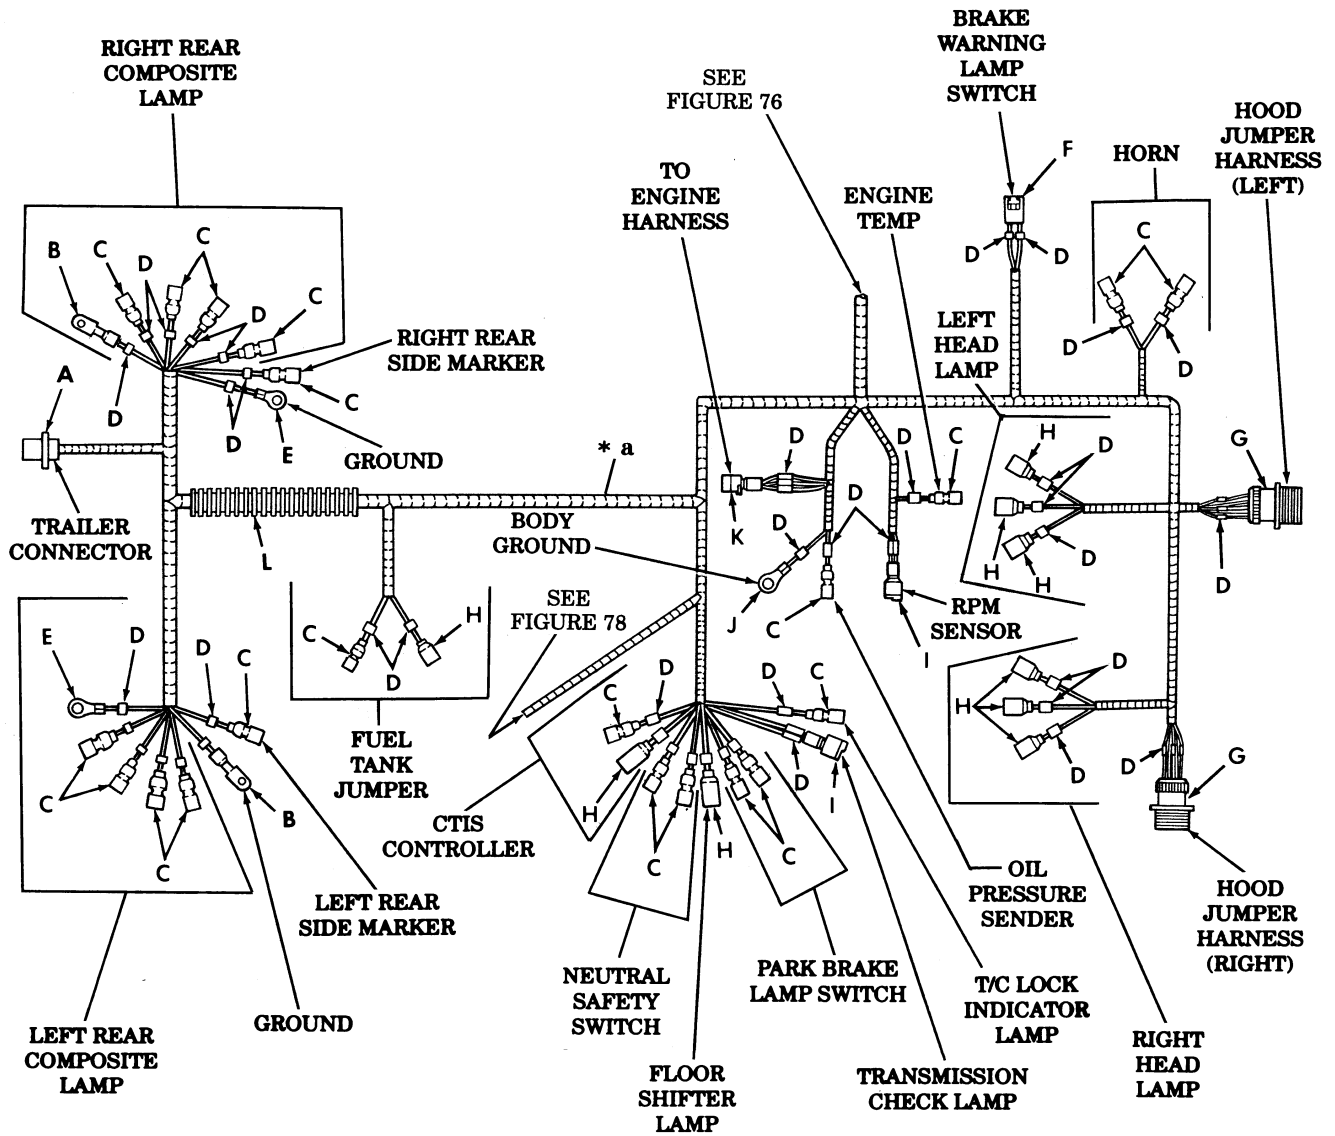 RIGHT REAR
COMPOSITE
LAMP
SEE
FIGURE 76
BRAKE
WARNING
LAMP
SWITCH
HOOD
JUMPER
HARNESS
(LEFT)
F
HORN
TO
ENGINE
HARNESS
ENGINE
TEMP
B
C
D
C
D
C
D
D
C
D
D
D
RIGHT REAR
SIDE MARKER
LEFT
HEAD
LAMP
A
D
C
D
E
GROUND
* a
D
D
C
H
D
G
TRAILER
CONNECTOR
L
BODY
GROUND
D
D
K
H
H
D
D
SEE
FIGURE 78
J
C
RPM
SENSOR
I
E
D
D
C
C
H
D
C
D
D
C
D
H
FUEL
TANK
JUMPER
D
D
G
C
B
H
D
I
CTIS
CONTROLLER
C
C
H
C
LEFT REAR
SIDE MARKER
OIL
PRESSURE
SENDER
HOOD
JUMPER
HARNESS
(RIGHT)
NEUTRAL
SAFETY
SWITCH
PARK BRAKE
LAMP SWITCH
T/C LOCK
INDICATOR
LAMP
GROUND
LEFT REAR
COMPOSITE
LAMP
RIGHT
HEAD
LAMP
FLOOR
SHIFTER
LAMP
TRANSMISSION
CHECK LAMP